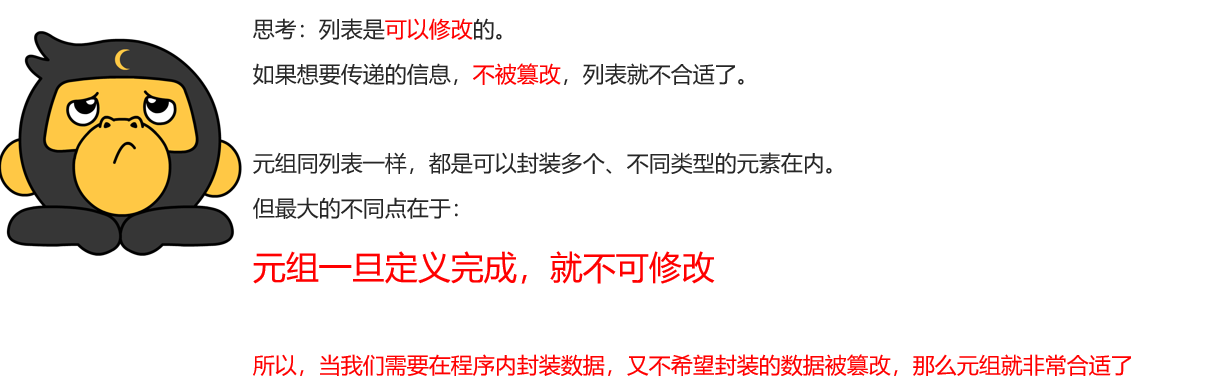 思考：列表是可以修改的。
如果想要传递的信息，不被篡改，列表就不合适了。
元组同列表一样，都是可以封装多个、不同类型的元素在内。
但最大的不同点在于：
元组一旦定义完成，就不可修改
所以，当我们需要在程序内封装数据，又不希望封装的数据被篡改，那么元组就非常合适了